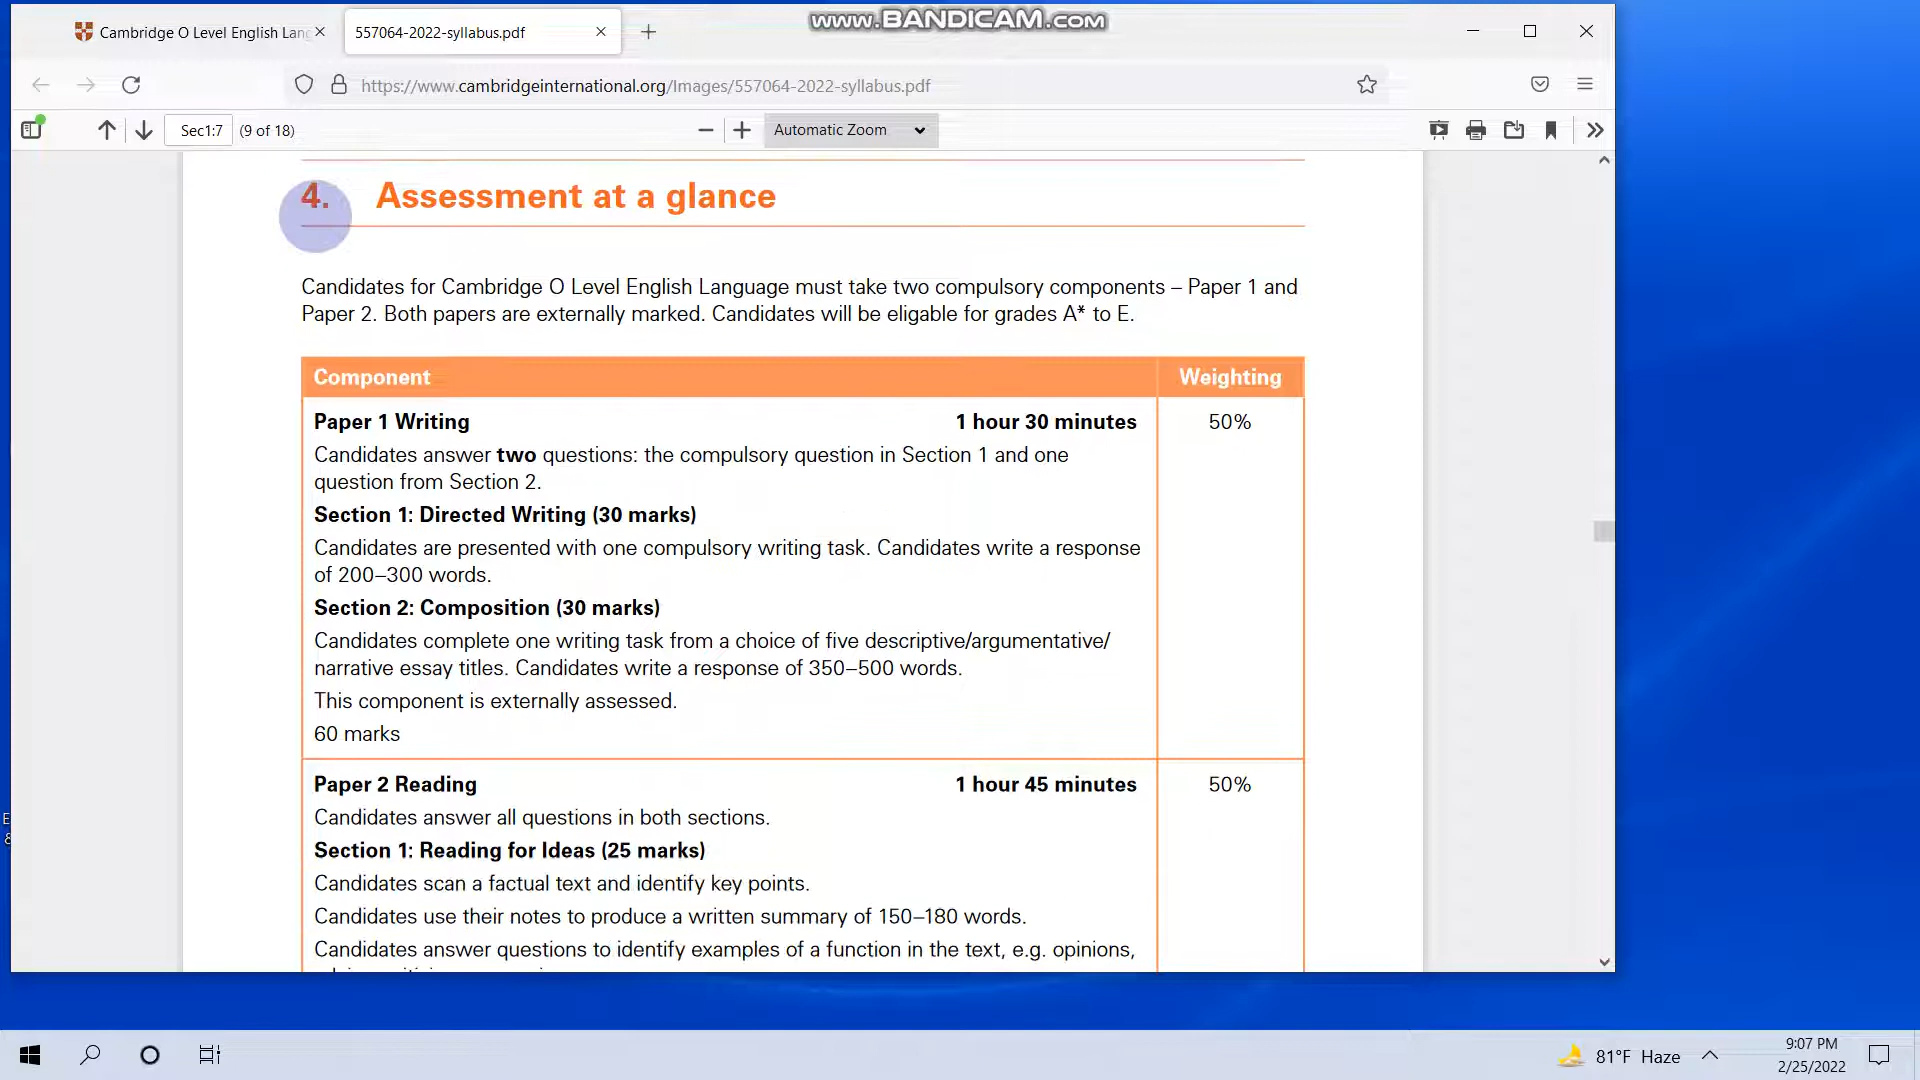 www.BANDICAM.com
Cambridge O Level English Lang
557064-2022-syllabus.pdf
https://www.cambridgeinternational.org/Images/557064-2022-syllabus.pdf
Sec1:7 (9 of 18)
Automatic Zoom
4. Assessment at a glance
Candidates for Cambridge O Level English Language must take two compulsory components – Paper 1 and
Paper 2. Both papers are externally marked. Candidates will be eligable for grades A* to E.
Component Weighting
Paper 1 Writing 1 hour 30 minutes 50%
Candidates answer two questions: the compulsory question in Section 1 and one
question from Section 2.
Section 1: Directed Writing (30 marks)
Candidates are presented with one compulsory writing task. Candidates write a response
of 200–300 words.
Section 2: Composition (30 marks)
Candidates complete one writing task from a choice of five descriptive/argumentative/
narrative essay titles. Candidates write a response of 350–500 words.
This component is externally assessed.
60 marks
Paper 2 Reading 1 hour 45 minutes 50%
Candidates answer all questions in both sections.
Section 1: Reading for Ideas (25 marks)
Candidates scan a factual text and identify key points.
Candidates use their notes to produce a written summary of 150–180 words.
Candidates answer questions to identify examples of a function in the text, e.g. opinions,
E
&
81°F Haze
9:07 PM
2/25/2022